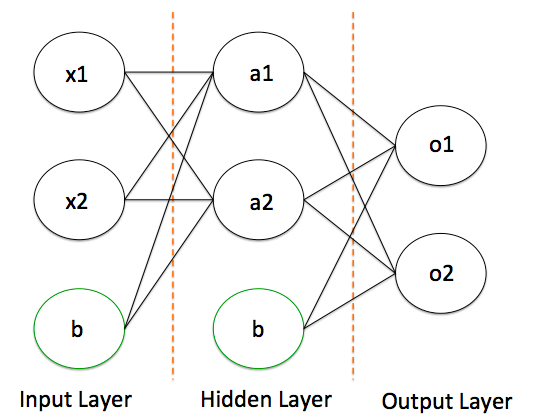 x1
a1
o1
x2
a2
o2
b
b
Input Layer
Hidden Layer
Output Layer